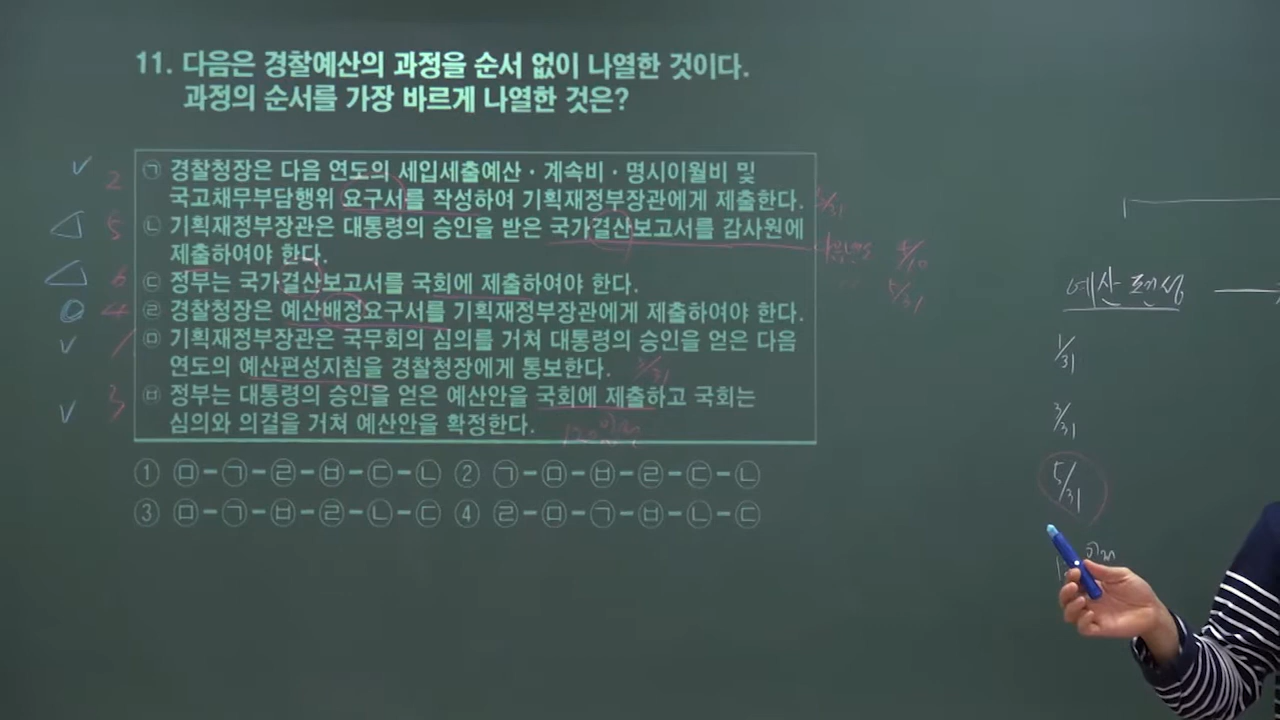 11. 다음은 경찰예산의 과정을 순서 없이 나열한 것이다.
과정의 순서를 가장 바르게 나열한 것은?
✓ 2 ㉠ 경찰청장은 다음 연도의 세입세출예산·계속비·명시이월비 및
국고채무부담행위 요구서를 작성하여 기획재정부장관에게 제출한다. 5/31
△ 5 ㉡ 기획재정부장관은 대통령의 승인을 받은 국가결산보고서를 감사원에
제출하여야 한다. 4/10
△ 6 ㉢ 정부는 국가결산보고서를 국회에 제출하여야 한다. 5/31
4 ㉣ 경찰청장은 예산배정요구서를 기획재정부장관에게 제출하여야 한다.
✓ 1 ㉤ 기획재정부장관은 국무회의 심의를 거쳐 대통령의 승인을 얻은 다음
연도의 예산편성지침을 경찰청장에게 통보한다. 3/31
✓ 3 ㉥ 정부는 대통령의 승인을 얻은 예산안을 국회에 제출하고 국회는
심의와 의결을 거쳐 예산안을 확정한다. 120일전
① ㉤-㉠-㉣-㉥-㉢-㉡ ② ㉠-㉤-㉥-㉣-㉢-㉡
③ ㉤-㉠-㉥-㉣-㉡-㉢ ④ ㉣-㉤-㉠-㉥-㉡-㉢
예산편성
1/31
3/31
5/31